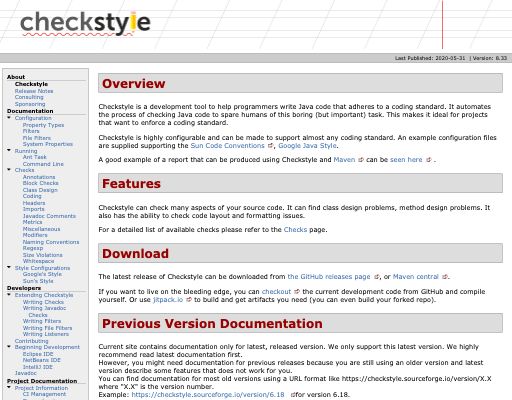 checkstyle
Last Published: 2020-05-31 | Version: 8.33
About
Checkstyle
Release Notes
Consulting
Sponsoring
Documentation
Configuration
Property Types
Filters
File Filters
System Properties
Running
Ant Task
Command Line
Checks
Annotations
Block Checks
Class Design
Coding
Headers
Imports
Javadoc Comments
Metrics
Miscellaneous
Modifiers
Naming Conventions
Regexp
Size Violations
Whitespace
Style Configurations
Google's Style
Sun's Style
Developers
Extending Checkstyle
Writing Checks
Writing Javadoc
Checks
Writing Filters
Writing File Filters
Writing Listeners
Contributing
Beginning Development
Eclipse IDE
NetBeans IDE
IntelliJ IDE
Javadoc
Project Documentation
Project Information
CI Management
Overview
Checkstyle is a development tool to help programmers write Java code that adheres to a coding standard. It automates
the process of checking Java code to spare humans of this boring (but important) task. This makes it ideal for projects
that want to enforce a coding standard.
Checkstyle is highly configurable and can be made to support almost any coding standard. An example configuration files
are supplied supporting the Sun Code Conventions, Google Java Style.
A good example of a report that can be produced using Checkstyle and Maven can be seen here.
Features
Checkstyle can check many aspects of your source code. It can find class design problems, method design problems. It
also has the ability to check code layout and formatting issues.
For a detailed list of available checks please refer to the Checks page.
Download
The latest release of Checkstyle can be downloaded from the GitHub releases page, or Maven central.
If you want to live on the bleeding edge, you can checkout the current development code from GitHub and compile
yourself. Or use jitpack.io to build and get artifacts you need (you can even build your forked repo).
Previous Version Documentation
Current site contains documentation only for latest, released version. We only support this latest version. We highly
recommend read latest documentation first.
However, you might need documentation for previous releases because you are still using an older version and latest
version describe some features that does not work for you.
You can find documentation for most old versions using a URL format like https://checkstyle.sourceforge.io/version/X.X
where "X.X" is the version number.
Example: https://checkstyle.sourceforge.io/version/6.18 for version 6.18.